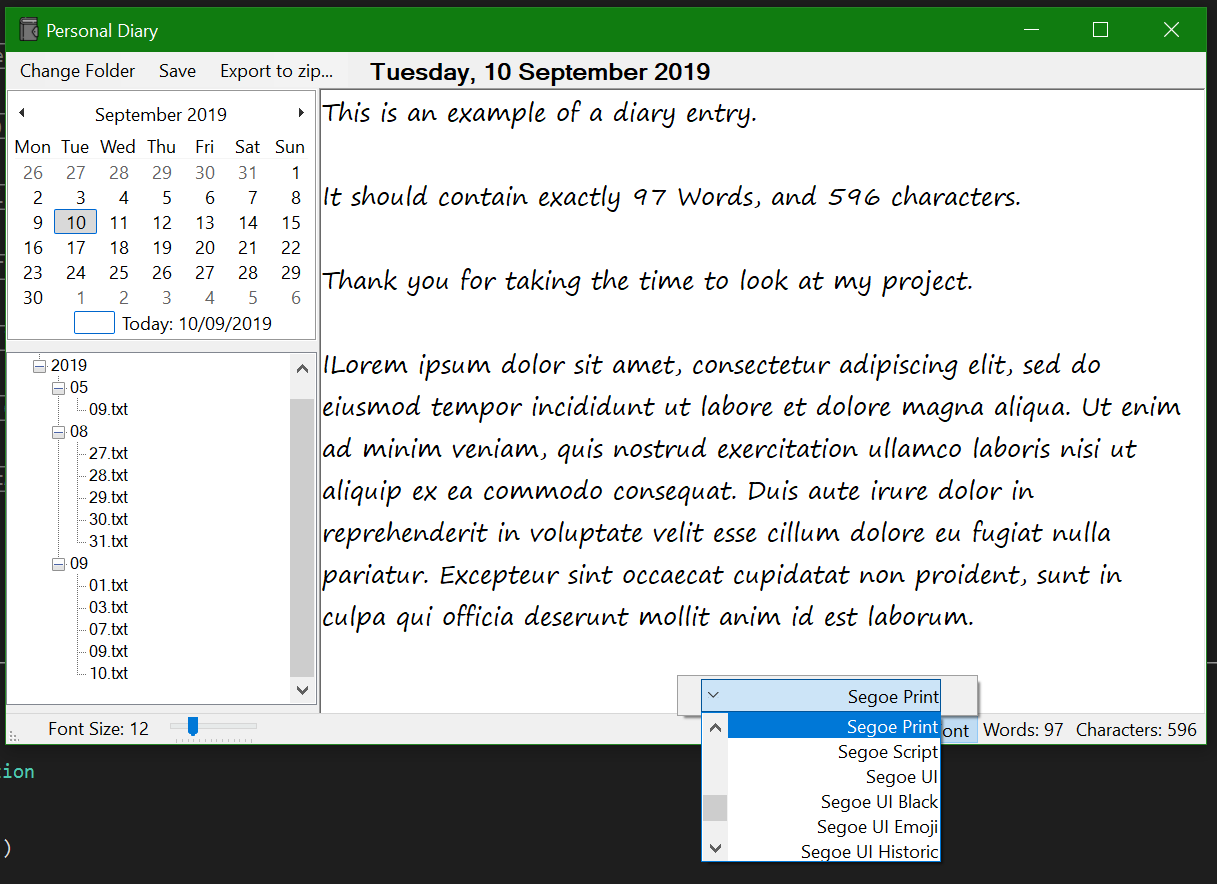 Personal Diary
Change Folder Save Export to zip... Tuesday, 10 September 2019
September 2019
Mon Tue Wed Thu Fri Sat Sun
26 27 28 29 30 31 1
2 3 4 5 6 7 8
9 10 11 12 13 14 15
16 17 18 19 20 21 22
23 24 25 26 27 28 29
30 1 2 3 4 5 6
Today: 10/09/2019
2019
05
09.txt
08
27.txt
28.txt
29.txt
30.txt
31.txt
09
01.txt
03.txt
07.txt
09.txt
10.txt
This is an example of a diary entry.
It should contain exactly 97 Words, and 596 characters.
Thank you for taking the time to look at my project.
ILorem ipsum dolor sit amet, consectetur adipiscing elit, sed do
eiusmod tempor incididunt ut labore et dolore magna aliqua. Ut enim
ad minim veniam, quis nostrud exercitation ullamco laboris nisi ut
aliquip ex ea commodo consequat. Duis aute irure dolor in
reprehenderit in voluptate velit esse cillum dolore eu fugiat nulla
pariatur. Excepteur sint occaecat cupidatat non proident, sunt in
culpa qui officia deserunt mollit anim id est laborum.
Font Size: 12
ont Words: 97 Characters: 596
Segoe Print
Segoe Print
Segoe Script
Segoe UI
Segoe UI Black
Segoe UI Emoji
Segoe UI Historic
tion
)